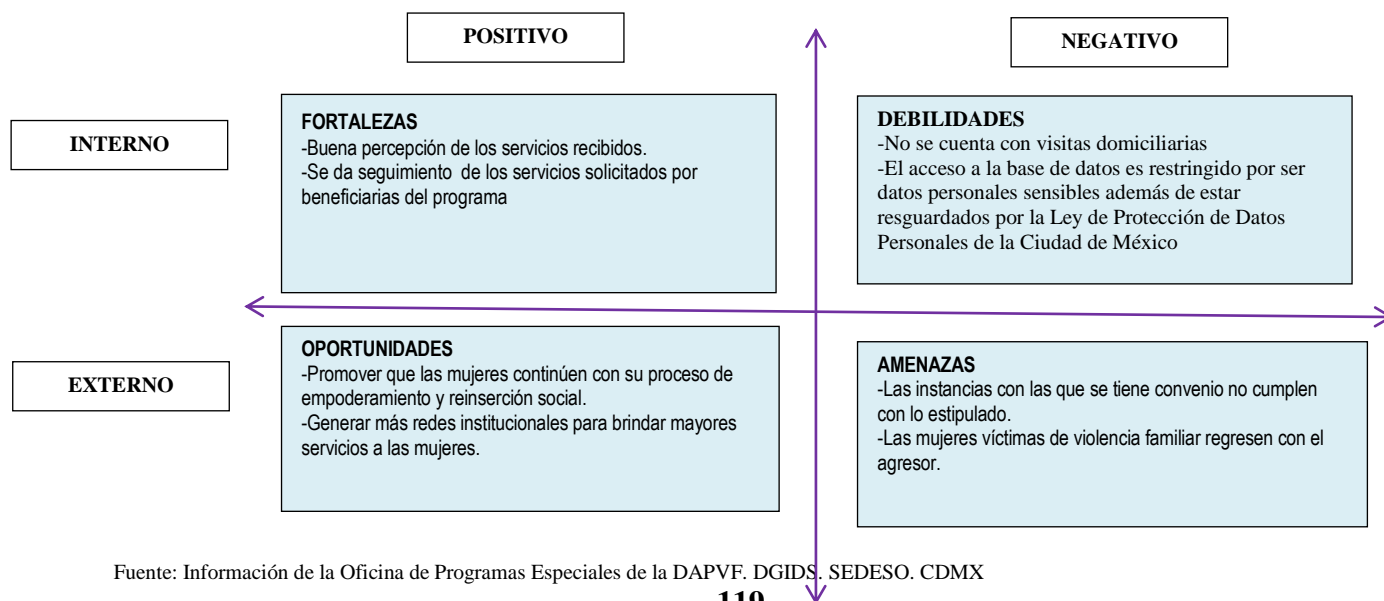 POSITIVO
NEGATIVO
INTERNO
FORTALEZAS
-Buena percepción de los servicios recibidos.
-Se da seguimiento de los servicios solicitados por
beneficiarias del programa
DEBILIDADES
-No se cuenta con visitas domiciliarias
-El acceso a la base de datos es restringido por ser
datos personales sensibles además de estar
resguardados por la Ley de Protección de Datos
Personales de la Ciudad de México
EXTERNO
OPORTUNIDADES
-Promover que las mujeres continúen con su proceso de
empoderamiento y reinserción social.
-Generar más redes institucionales para brindar mayores
servicios a las mujeres.
AMENAZAS
-Las instancias con las que se tiene convenio no cumplen
con lo estipulado.
-Las mujeres víctimas de violencia familiar regresen con el
agresor.
Fuente: Información de la Oficina de Programas Especiales de la DAPVF. DGIDS. SEDESO. CDMX
119